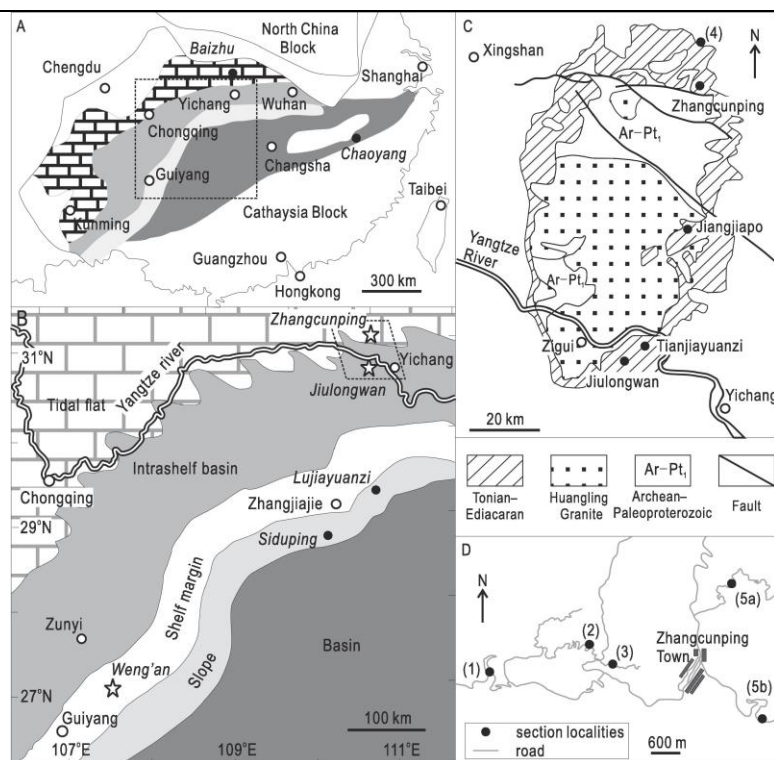 A
North China
Block
Baizhu
Chengdu
Shanghai
Yichang
Wuhan
Chongqing
Changsha
Chaoyang
Guiyang
Taibei
Kunming
Cathaysia Block
Guangzhou
Hongkong
300 km
B
Zhangcunping
31°N
Yichang
Yangtze river
Tidal flat
Jiulongwan
Intrashelf basin
Chongqing
Lujiayuanzi
Zhangjiajie
29°N
Siduping
Shelf margin
Zunyi
Slope
Basin
Weng'an
27°N
Guiyang
100 km
107°E
109°E
111°E
C
(4)
N
Xingshan
Zhangcunping
Ar–Pt₁
Jiangjiapo
Yangtze
River
Ar–Pt₁
Zigui
Tianjiayuanzi
Jiulongwan
Yichang
20 km
Ar–Pt₁
Tonian–
Ediacaran
Huangling
Granite
Archean–
Paleoproterozoic
Fault
D
N
(5a)
(2)
Zhangcunping
Town
(3)
(1)
(5b)
section localities
road
600 m